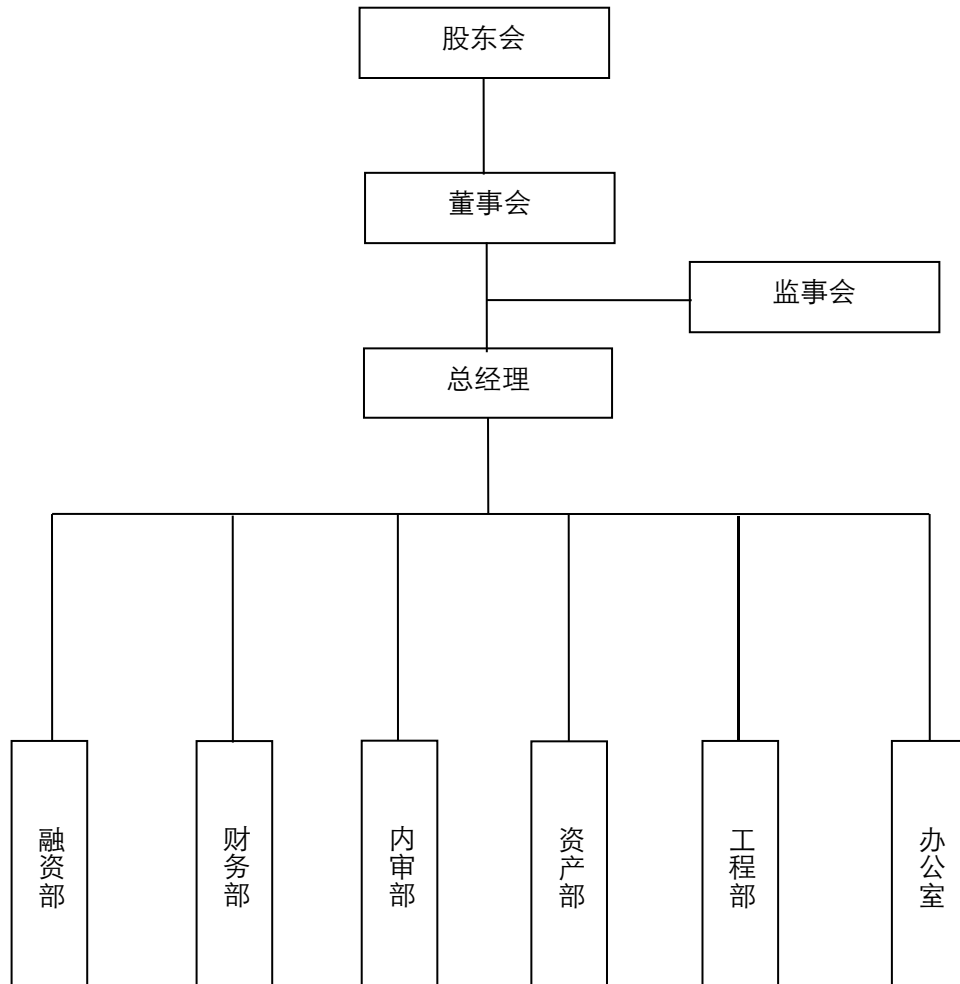 股东会
董事会
监事会
总经理
融资部
财务部
内审部
资产部
工程部
办公室